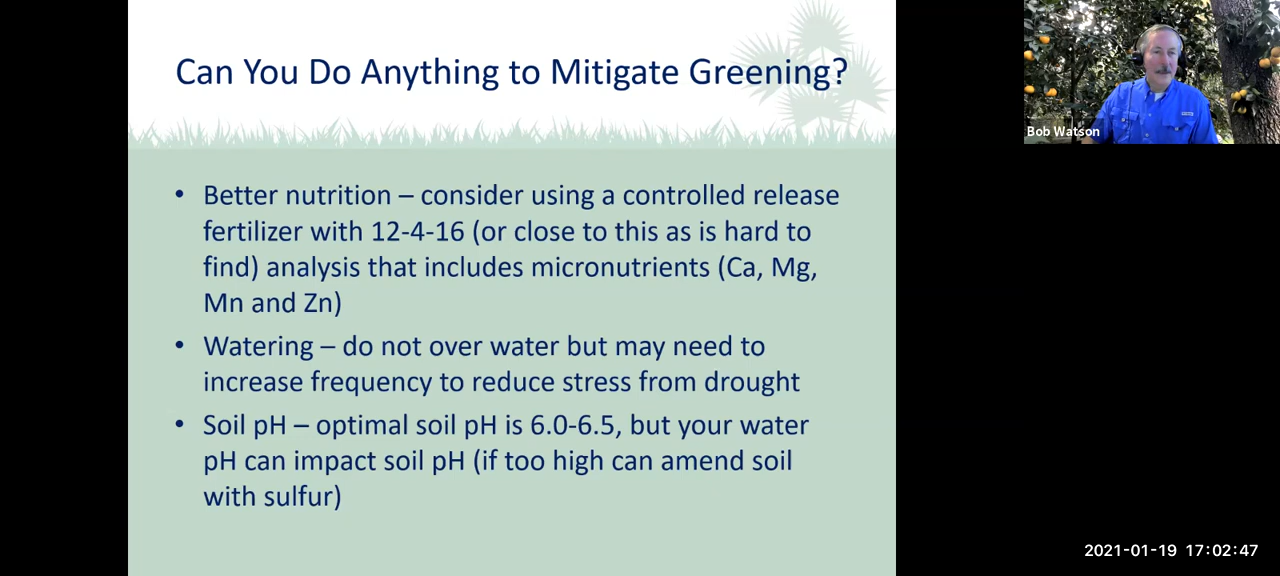 Can You Do Anything to Mitigate Greening?
Bob Watson
• Better nutrition – consider using a controlled release
fertilizer with 12-4-16 (or close to this as is hard to
find) analysis that includes micronutrients (Ca, Mg,
Mn and Zn)
• Watering – do not over water but may need to
increase frequency to reduce stress from drought
• Soil pH – optimal soil pH is 6.0-6.5, but your water
pH can impact soil pH (if too high can amend soil
with sulfur)
2021-01-19 17:02:47